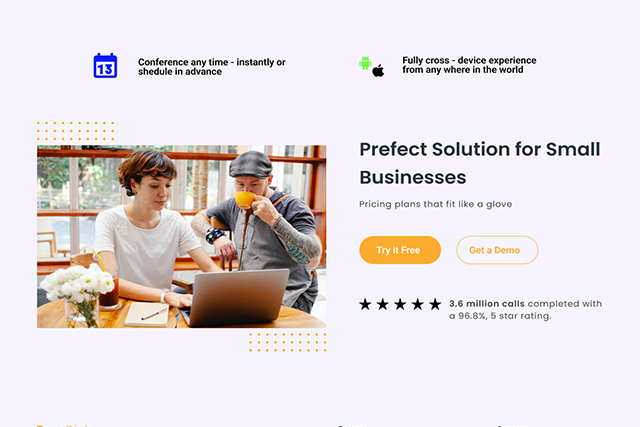 13
Conference any time - instantly or
shedule in advance
Fully cross - device experience
from any where in the world
Prefect Solution for Small
Businesses
Pricing plans that fit like a glove
Try it Free
Get a Demo
3.6 million calls completed with
a 96.8%, 5 star rating.